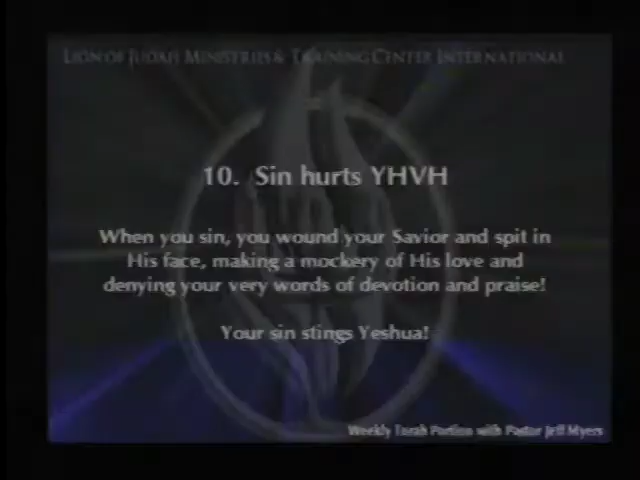 LION OF JUDAH MINISTRIES & TRAINING CENTER INTERNATIONAL
10. Sin hurts YHVH
When you sin, you wound your Savior and spit in
His face, making a mockery of His love and
denying your very words of devotion and praise!
Your sin stings Yeshua!
Weekly Torah Portion with Pastor Jeff Myers